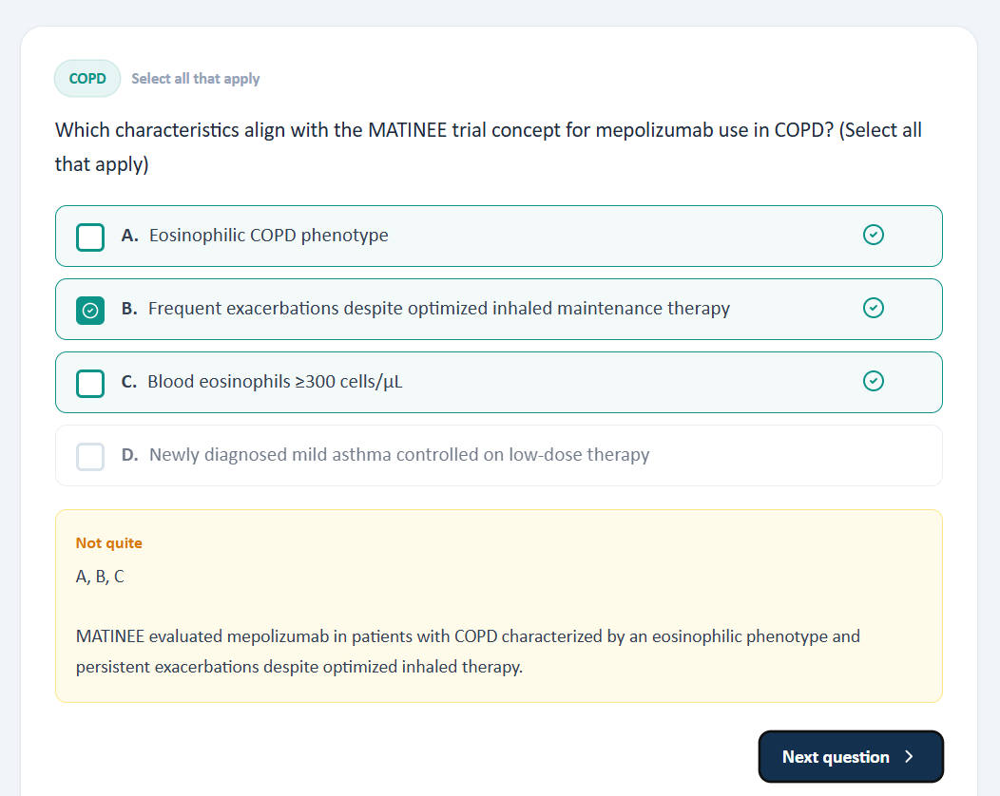 COPD Select all that apply
Which characteristics align with the MATINEE trial concept for mepolizumab use in COPD? (Select all
that apply)
A. Eosinophilic COPD phenotype
B. Frequent exacerbations despite optimized inhaled maintenance therapy
C. Blood eosinophils ≥300 cells/µL
D. Newly diagnosed mild asthma controlled on low-dose therapy
Not quite
A, B, C
MATINEE evaluated mepolizumab in patients with COPD characterized by an eosinophilic phenotype and
persistent exacerbations despite optimized inhaled therapy.
Next question